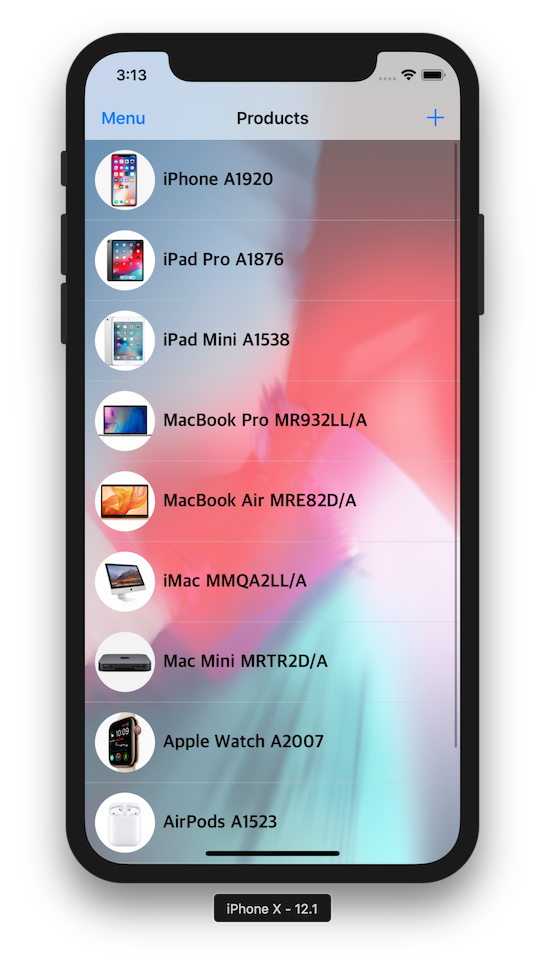 3:13
Menu Products +
iPhone A1920
iPad Pro A1876
iPad Mini A1538
MacBook Pro MR932LL/A
MacBook Air MRE82D/A
iMac MMQA2LL/A
Mac Mini MRTR2D/A
Apple Watch A2007
AirPods A1523
iPhone X - 12.1